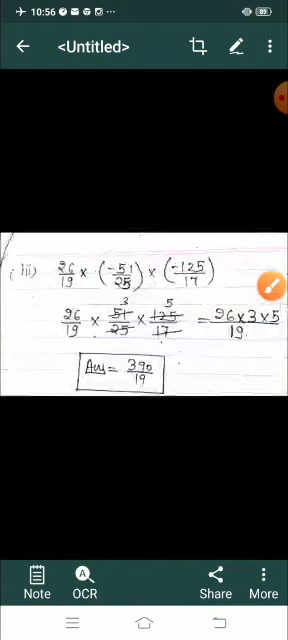 10:56 89
<Untitled>
(iii) 26/19 × (-51/25) × (-125/17)
26/19 × 51/25 × 125/17 = 26×3×5/19
3 5
Ans = 390/19
Note OCR Share More